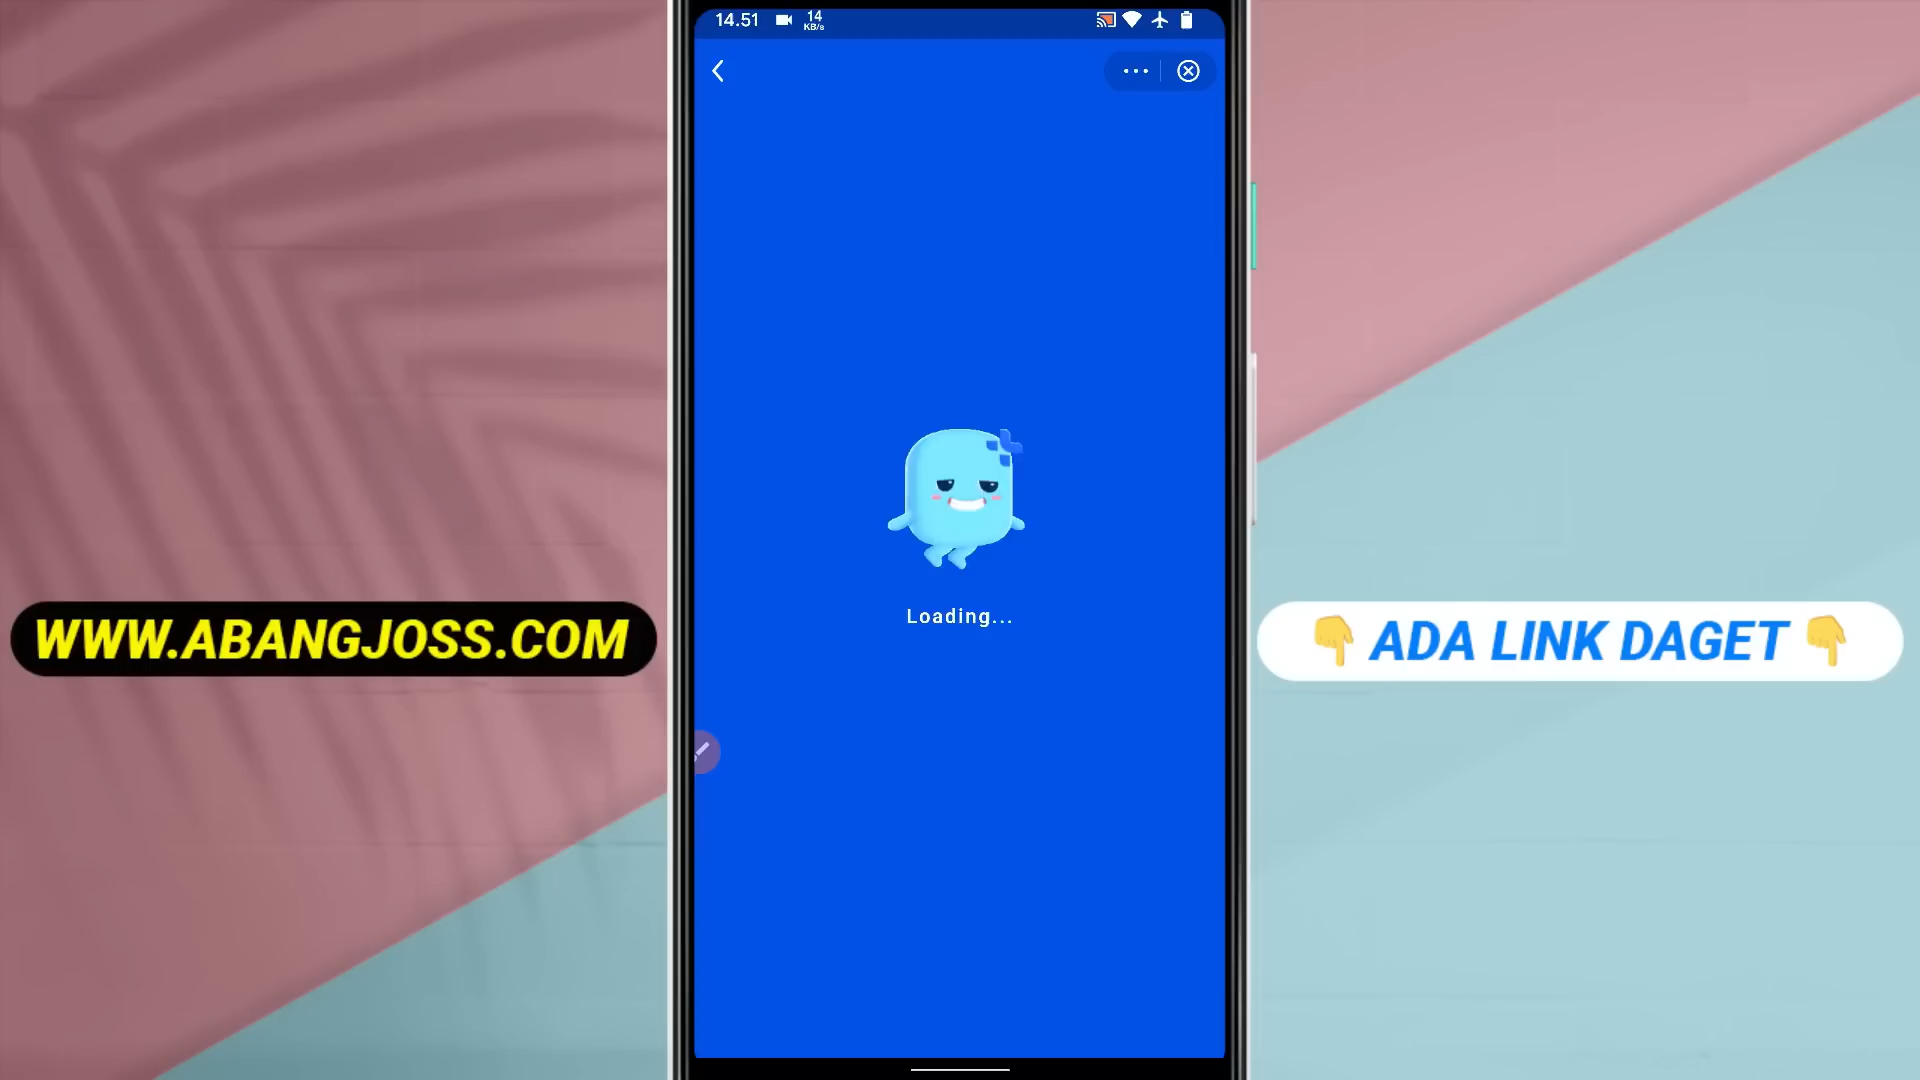 14.51
14
KB/s
Loading...
WWW.ABANGJOSS.COM
👇 ADA LINK DAGET 👇